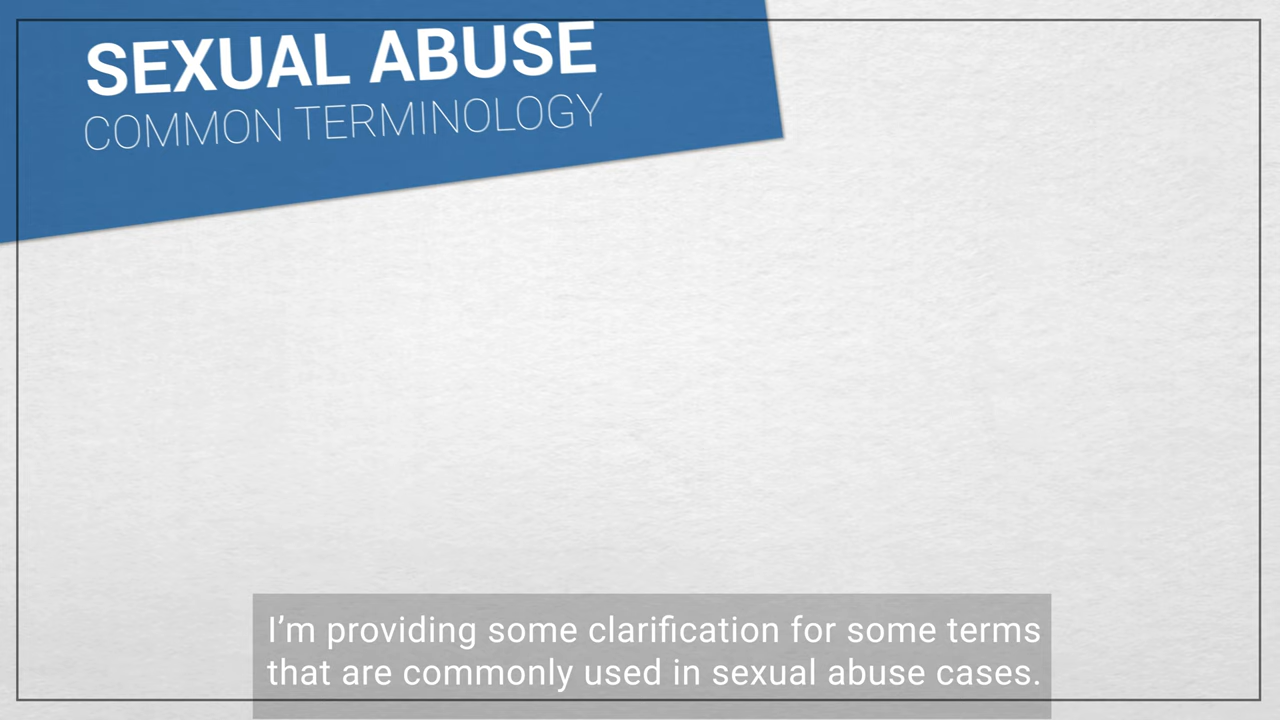 SEXUAL ABUSE
COMMON TERMINOLOGY
I’m providing some clarification for some terms
that are commonly used in sexual abuse cases.